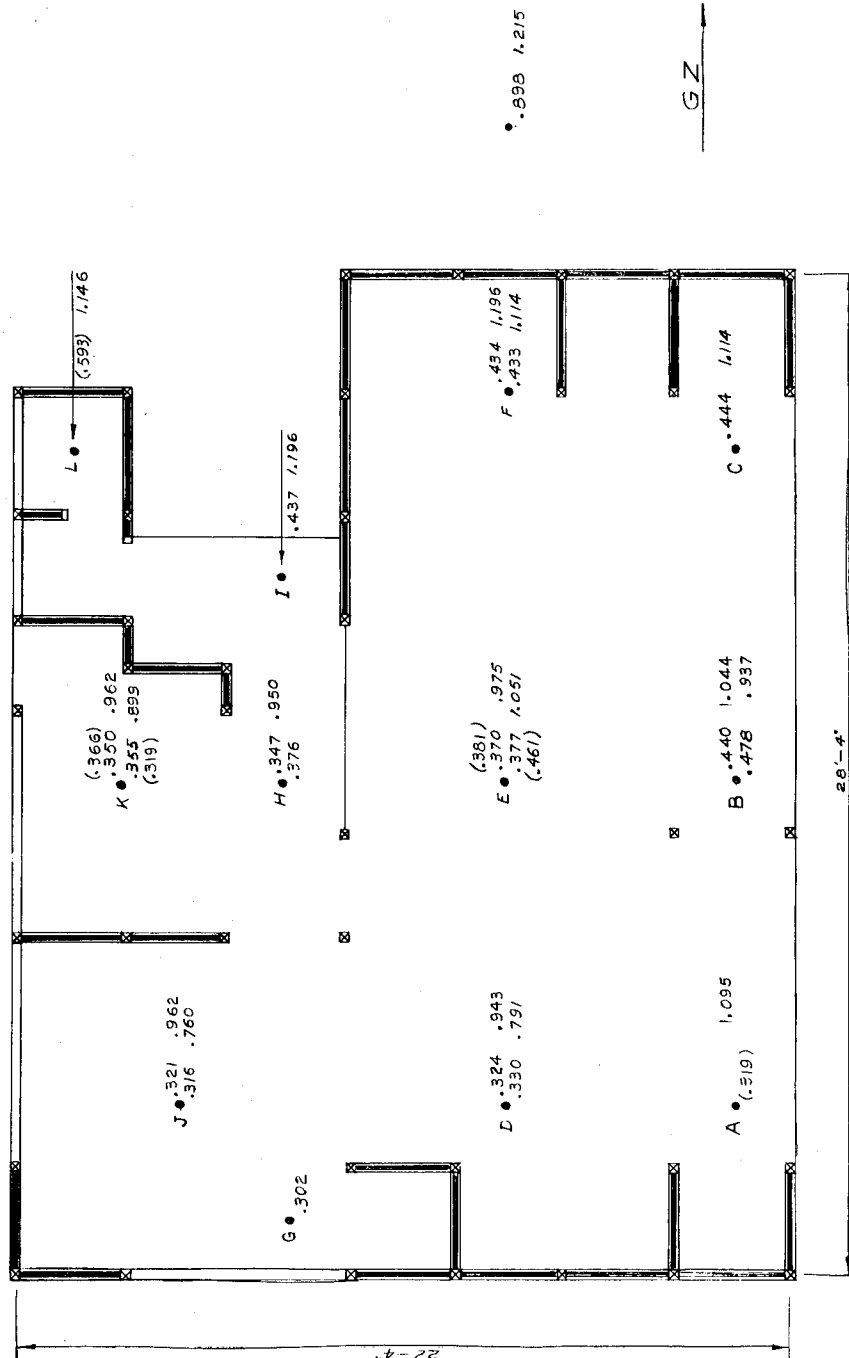 .898 1.215
GZ
(.593) 1.146
L
.437 1.196
I
F
.434 1.196
.433 1.114
C
.444 1.114
(.366)
.350 .962
K
.355 .899
(.319)
.347 .950
H
.376
(.381)
.370 .975
E
.377 1.051
(.461)
.440 1.044
B
.478 .937
.321 .962
J
.316 .760
.324 .943
D
.330 .791
1.095
A
G
.302
28'-4"
22'-4"